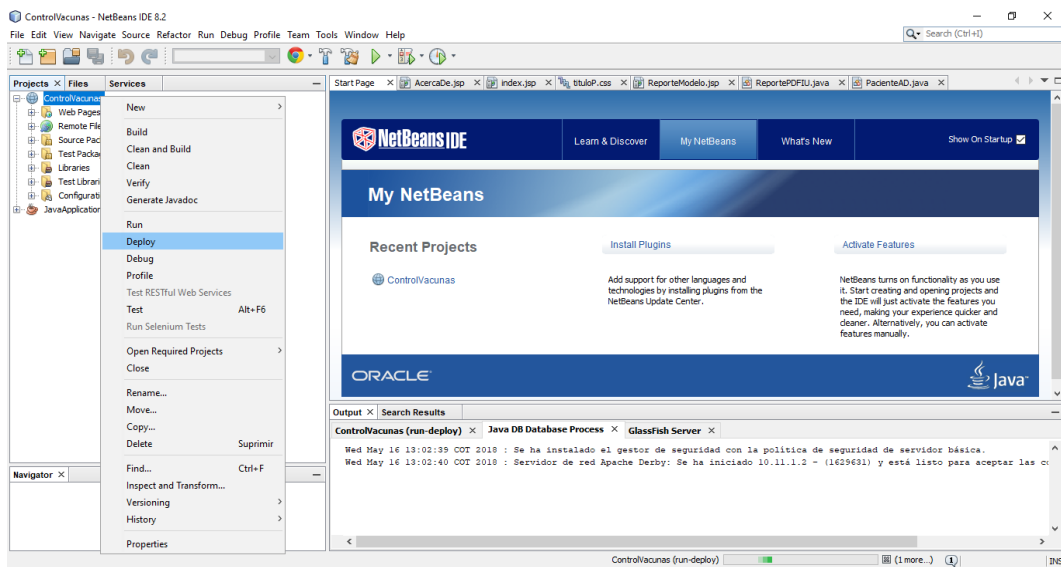 ControlVacunas - NetBeans IDE 8.2
File Edit View Navigate Source Refactor Run Debug Profile Team Tools Window Help
Search (Ctrl+I)
Projects Files Services
Start Page AcercaDe.jsp index.jsp tituloP.css ReporteModelo.jsp ReportePDFIU.java PacienteAD.java
ControlVacunas
Web Pages
Remote File
Source Pac
Test Packa
Libraries
Test Librari
Configurati
JavaApplication
New
Build
Clean and Build
Clean
Verify
Generate Javadoc
Run
Deploy
Debug
Profile
Test RESTful Web Services
Test Alt+F6
Run Selenium Tests
Open Required Projects
Close
Rename...
Move...
Copy...
Delete Suprimir
Find... Ctrl+F
Inspect and Transform...
Versioning
History
Properties
Navigator
NetBeans IDE
Learn & Discover My NetBeans What's New Show On Startup
My NetBeans
Recent Projects
ControlVacunas
Install Plugins
Add support for other languages and
technologies by installing plugins from the
NetBeans Update Center.
Activate Features
NetBeans turns on functionality as you use
it. Start creating and opening projects and
the IDE will just activate the features you
need, making your experience quicker and
cleaner. Alternatively, you can activate
features manually.
ORACLE
Java
Output Search Results
ControlVacunas (run-deploy) Java DB Database Process GlassFish Server
Wed May 16 13:02:39 COT 2018 : Se ha instalado el gestor de seguridad con la política de seguridad de servidor básica.
Wed May 16 13:02:40 COT 2018 : Servidor de red Apache Derby: Se ha iniciado 10.11.1.2 - (1629631) y está listo para aceptar las co
ControlVacunas (run-deploy) (1 more...) 1 INS